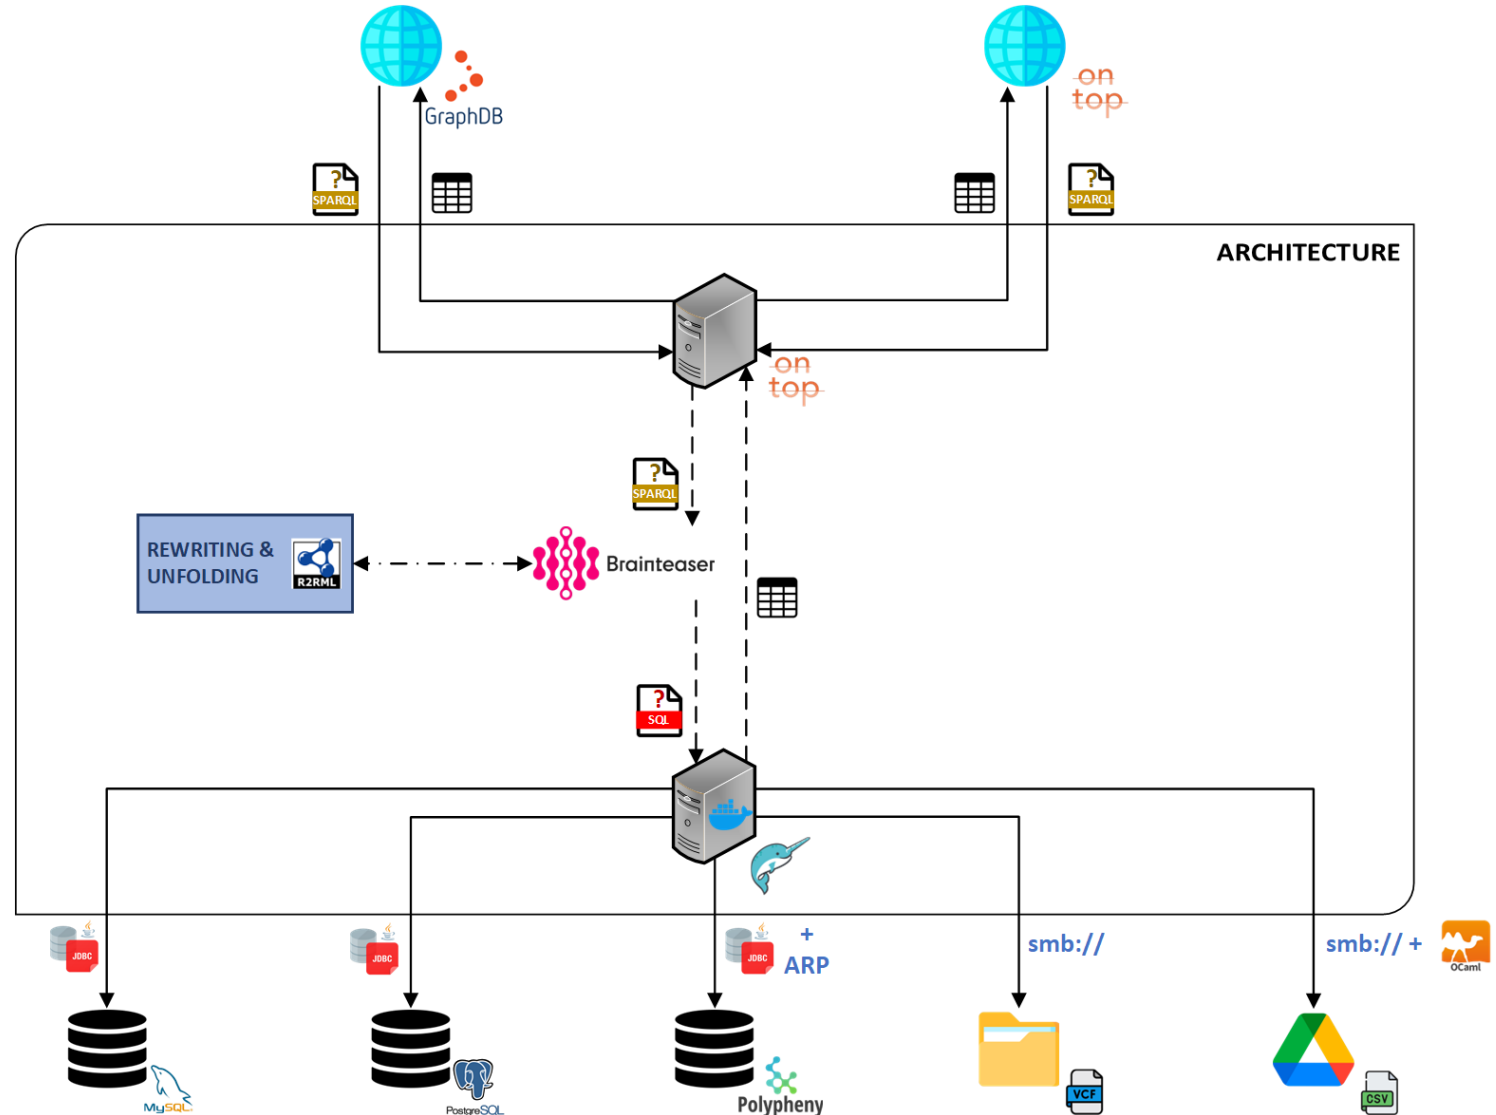 GraphDB
on
top
?
SPARQL
?
SPARQL
ARCHITECTURE
on
top
?
SPARQL
REWRITING &
UNFOLDING
R2RML
Brainteaser
?
SQL
JDBC
JDBC
JDBC
+
ARP
smb://
smb:// +
OCaml
MySQL
PostgreSQL
Polypheny
VCF
CSV